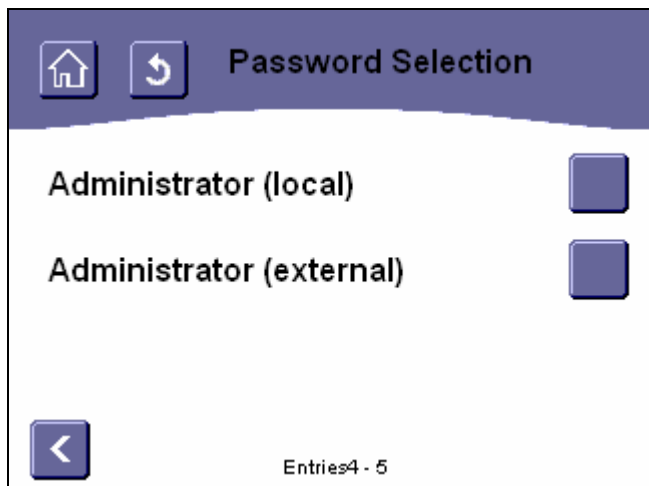 Password Selection
Administrator (local)
Administrator (external)
Entries4 - 5